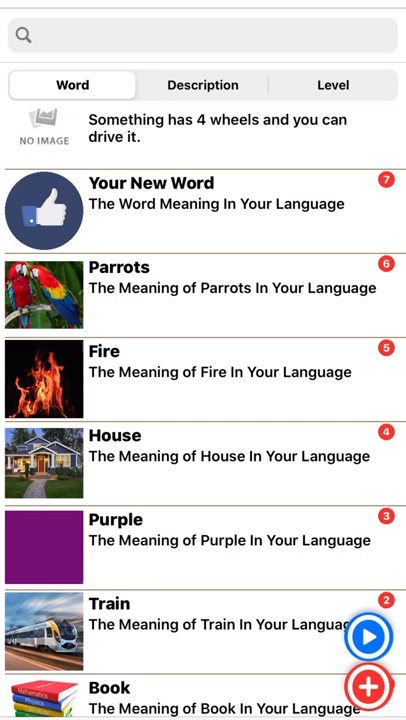 Word Description Level
Something has 4 wheels and you can
drive it.
NO IMAGE
Your New Word 7
The Word Meaning In Your Language
Parrots 6
The Meaning of Parrots In Your Language
Fire 5
The Meaning of Fire In Your Language
House 4
The Meaning of House In Your Language
Purple 3
The Meaning of Purple In Your Language
Train 2
The Meaning of Train In Your Language
Book
The Meaning of Book In Your Language
Mathematics
Physics